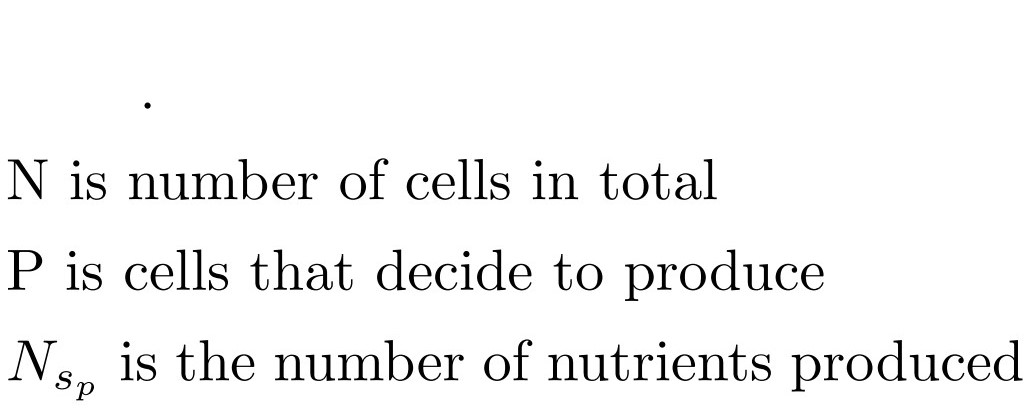 .
N is number of cells in total
P is cells that decide to produce
$N_{s_p}$ is the number of nutrients produced